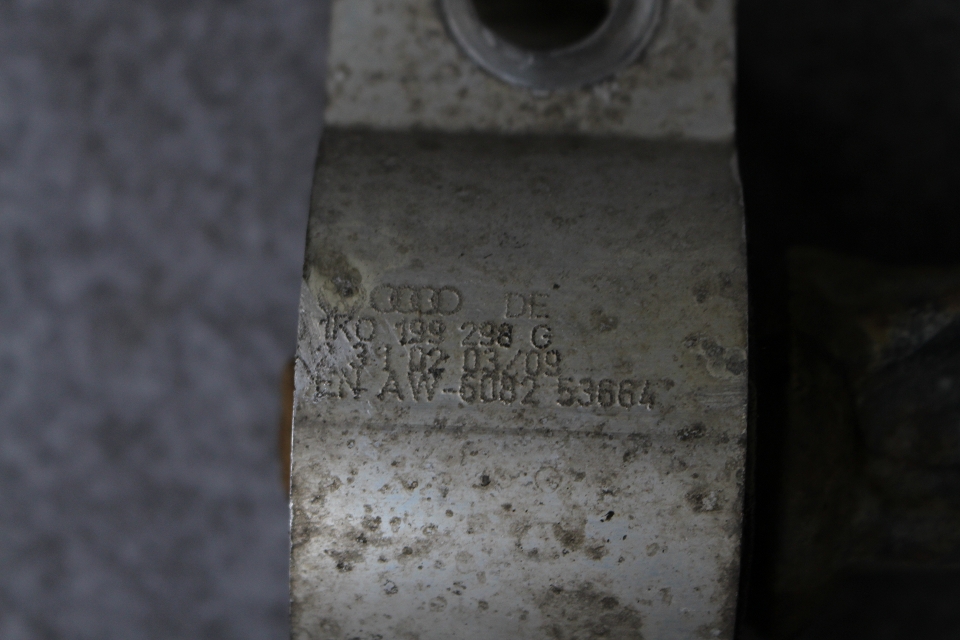 DE
1K0 199 298 G
31 02 03/09
EN AW-6082 53664